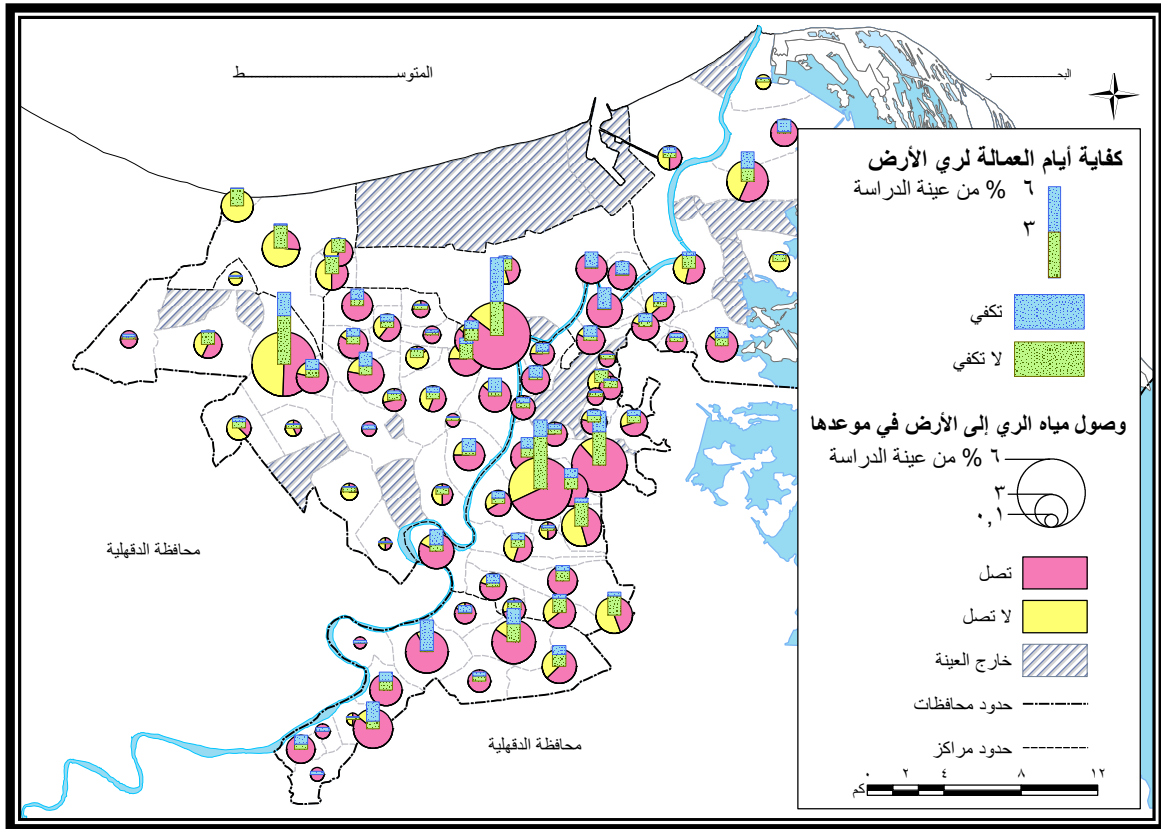 البحــــــــــر
المتوســــــــــــــــــــــــــــط
كفاية أيام العمالة لري الأرض
٦ % من عينة الدراسة
٣
تكفي
لا تكفي
وصول مياه الري إلى الأرض في موعدها
٦ % من عينة الدراسة
٣
٠,١
تصل
لا تصل
خارج العينة
حدود محافظات
حدود مراكز
٠ ٢ ٤ ٨ ١٢
كم
محافظة الدقهلية
محافظة الدقهلية